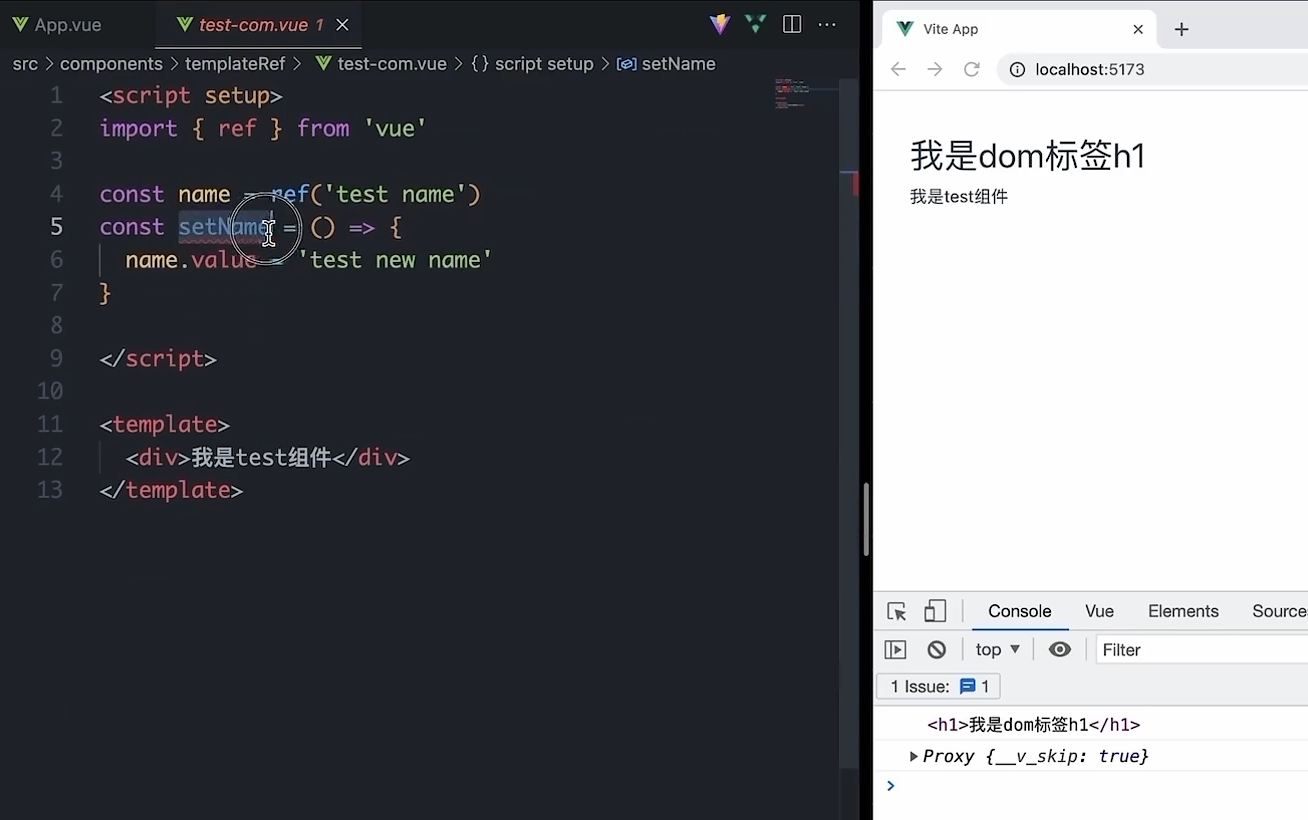 App.vue
test-com.vue 1
src > components > templateRef > test-com.vue > {} script setup > setName
1 <script setup>
2 import { ref } from 'vue'
3
4 const name = ref('test name')
5 const setName = () => {
6 name.value = 'test new name'
7 }
8
9 </script>
10
11 <template>
12 <div>我是test组件</div>
13 </template>
Vite App
localhost:5173
我是dom标签h1
我是test组件
Console Vue Elements Source
top Filter
1 Issue: 1
<h1>我是dom标签h1</h1>
Proxy {__v_skip: true}